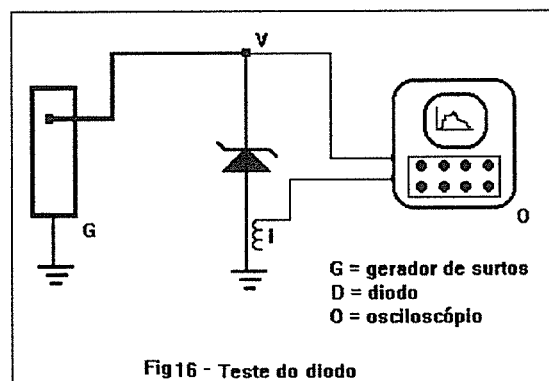 V
G
I
O
G = gerador de surtos
D = diodo
O = osciloscópio
Fig16 - Teste do diodo